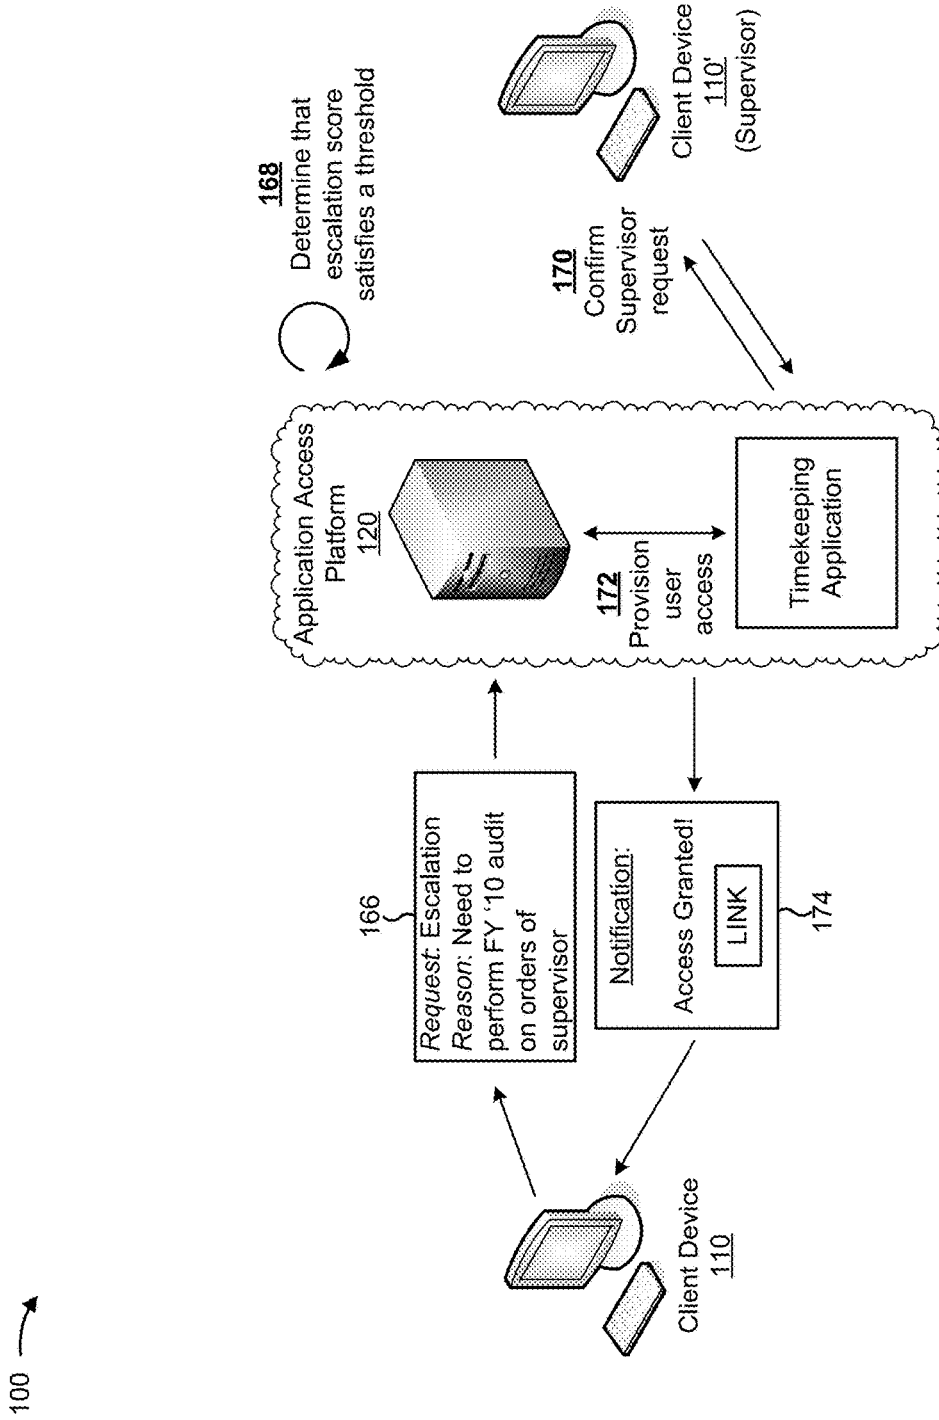 100
Client Device
110
166
Request: Escalation
Reason: Need to
perform FY ‘10 audit
on orders of
supervisor
Notification:
Access Granted!
LINK
174
Application Access
Platform
120
172
Provision
user
access
Timekeeping
Application
168
Determine that
escalation score
satisfies a threshold
170
Confirm
Supervisor
request
Client Device
110'
(Supervisor)